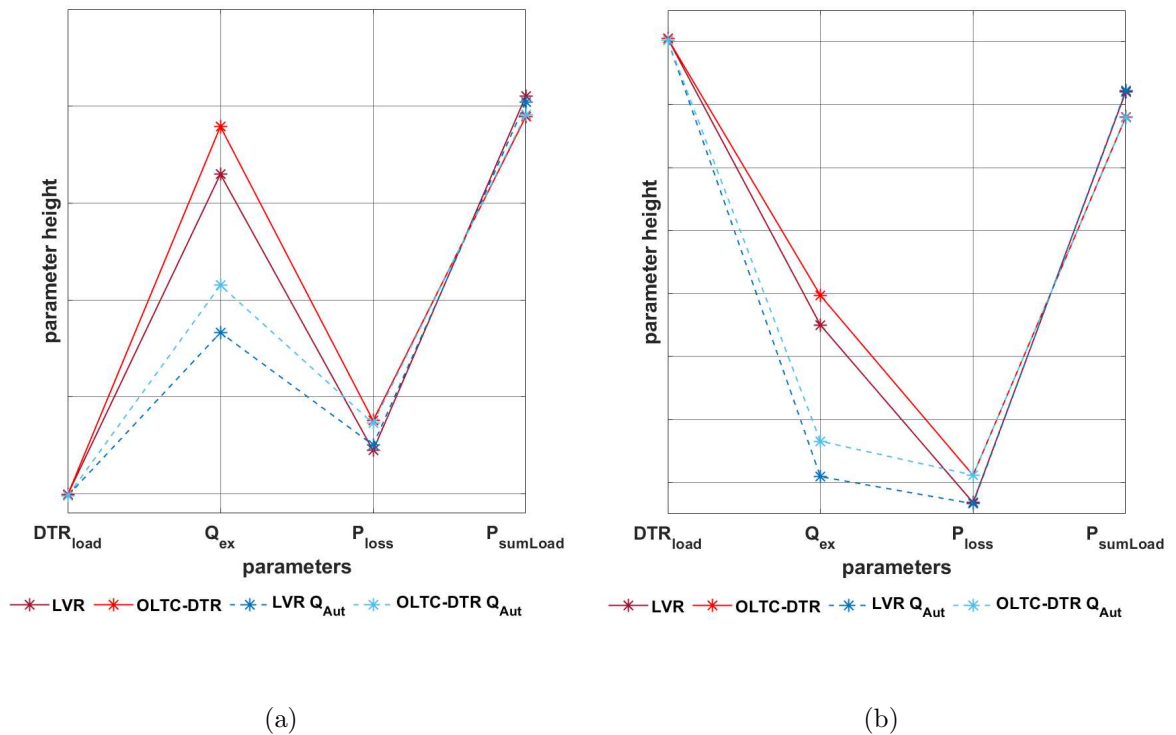 parameter height
DTR_load Q_ex P_loss P_sumLoad
parameters
LVR OLTC-DTR LVR Q_Aut OLTC-DTR Q_Aut
(a)
parameter height
DTR_load Q_ex P_loss P_sumLoad
parameters
LVR OLTC-DTR LVR Q_Aut OLTC-DTR Q_Aut
(b)